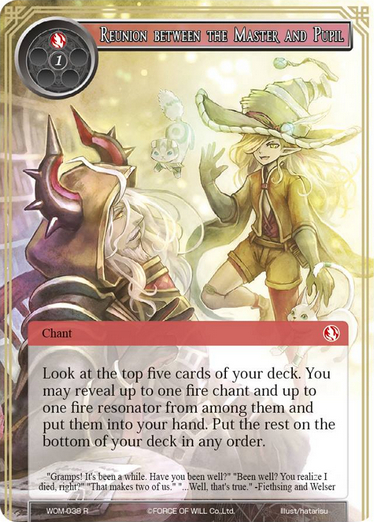 Reunion between the Master and Pupil
1
Chant
Look at the top five cards of your deck. You
may reveal up to one fire chant and up to
one fire resonator from among them and
put them into your hand. Put the rest on the
bottom of your deck in any order.
"Gramps! It's been a while. Have you been well?" "Been well? You realize I
died, right?" "That makes two of us." "...Well, that's true." -Fiethsing and Welser
WOM-038 R ©FORCE OF WILL Co.,Ltd. Illust/hatarisu